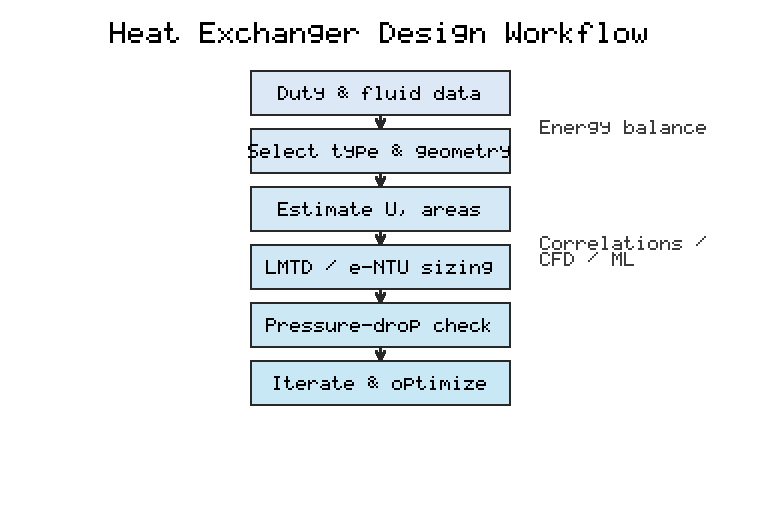 Heat Exchanger Design Workflow
Duty & fluid data
Energy balance
Select type & geometry
Estimate U, areas
Correlations /
CFD / ML
LMTD / e-NTU sizing
Pressure-drop check
Iterate & optimize